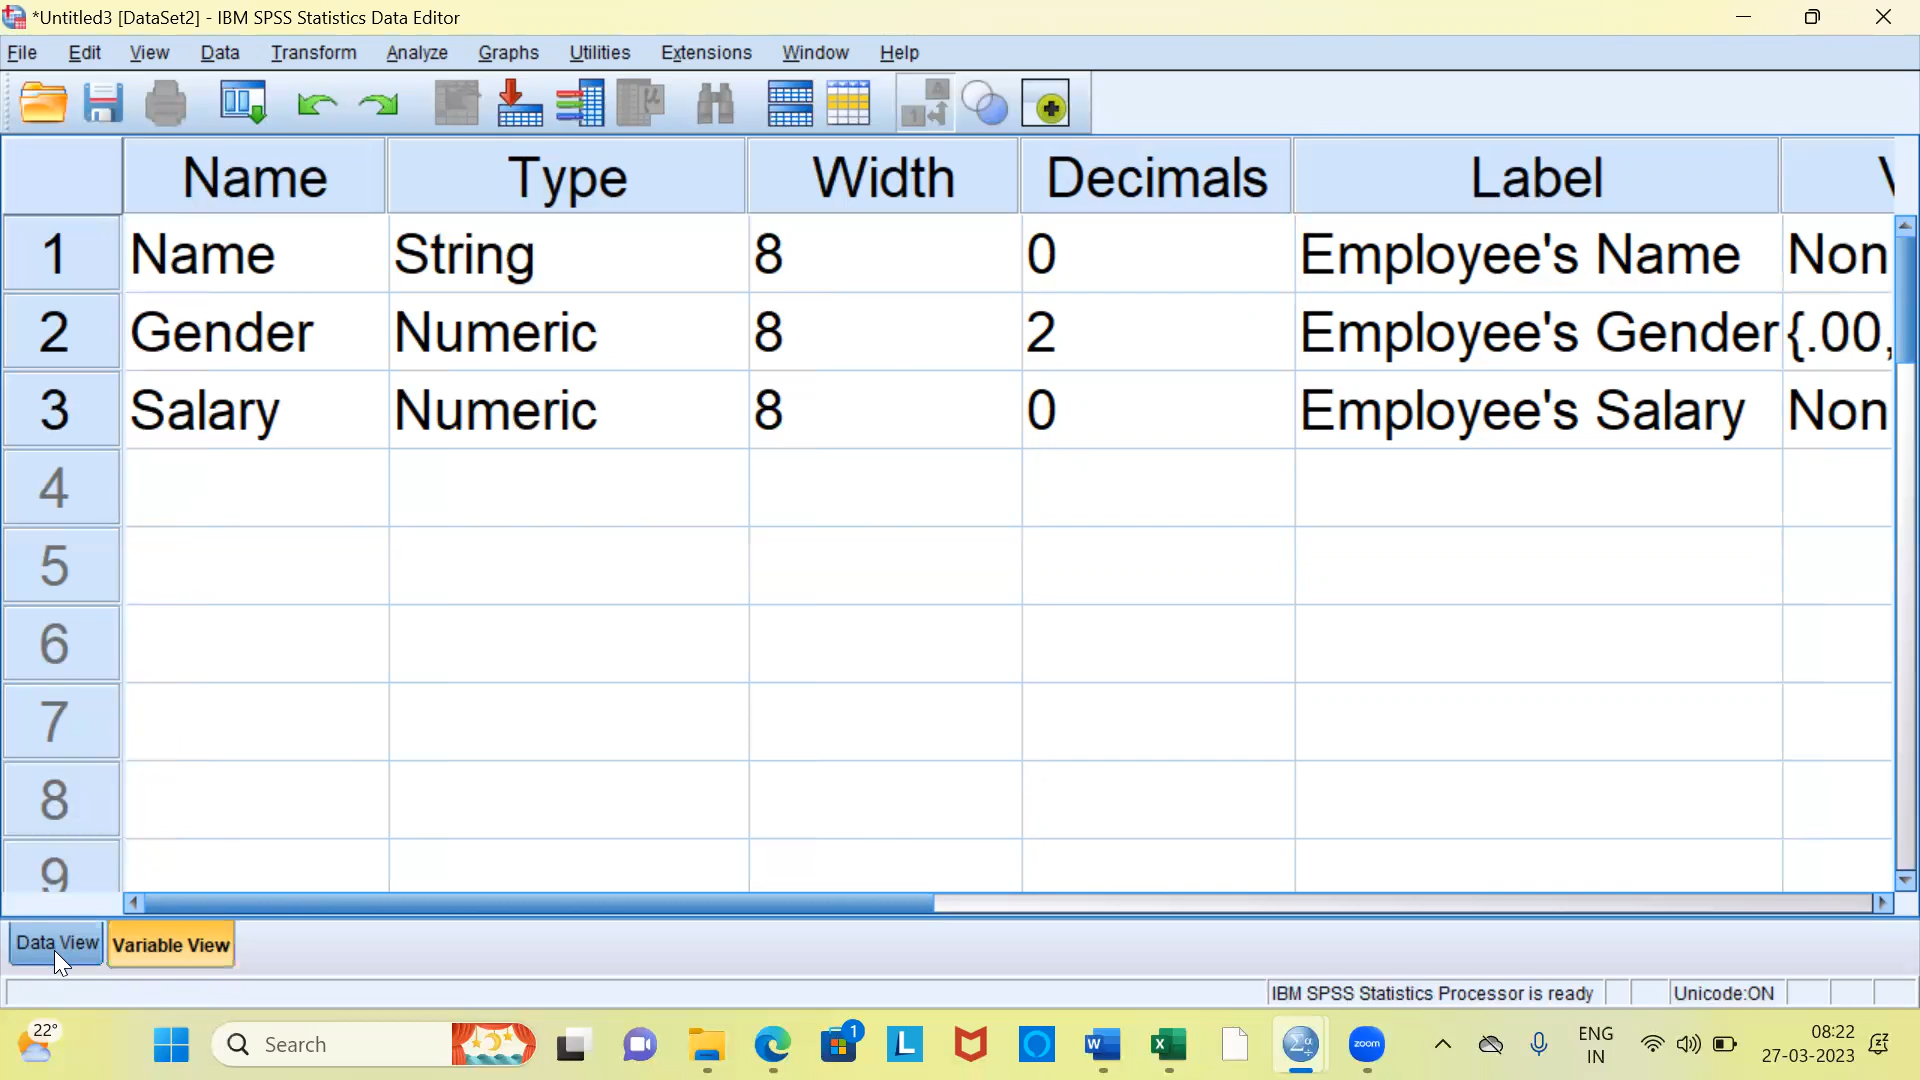 *Untitled3 [DataSet2] - IBM SPSS Statistics Data Editor
File Edit View Data Transform Analyze Graphs Utilities Extensions Window Help
Name Type Width Decimals Label
1 Name String 8 0 Employee's Name Non
2 Gender Numeric 8 2 Employee's Gender {.00,
3 Salary Numeric 8 0 Employee's Salary Non
4
5
6
7
8
9
Data View Variable View
IBM SPSS Statistics Processor is ready Unicode:ON
22° Search 1 L W X zoom ENG IN 08:22 27-03-2023